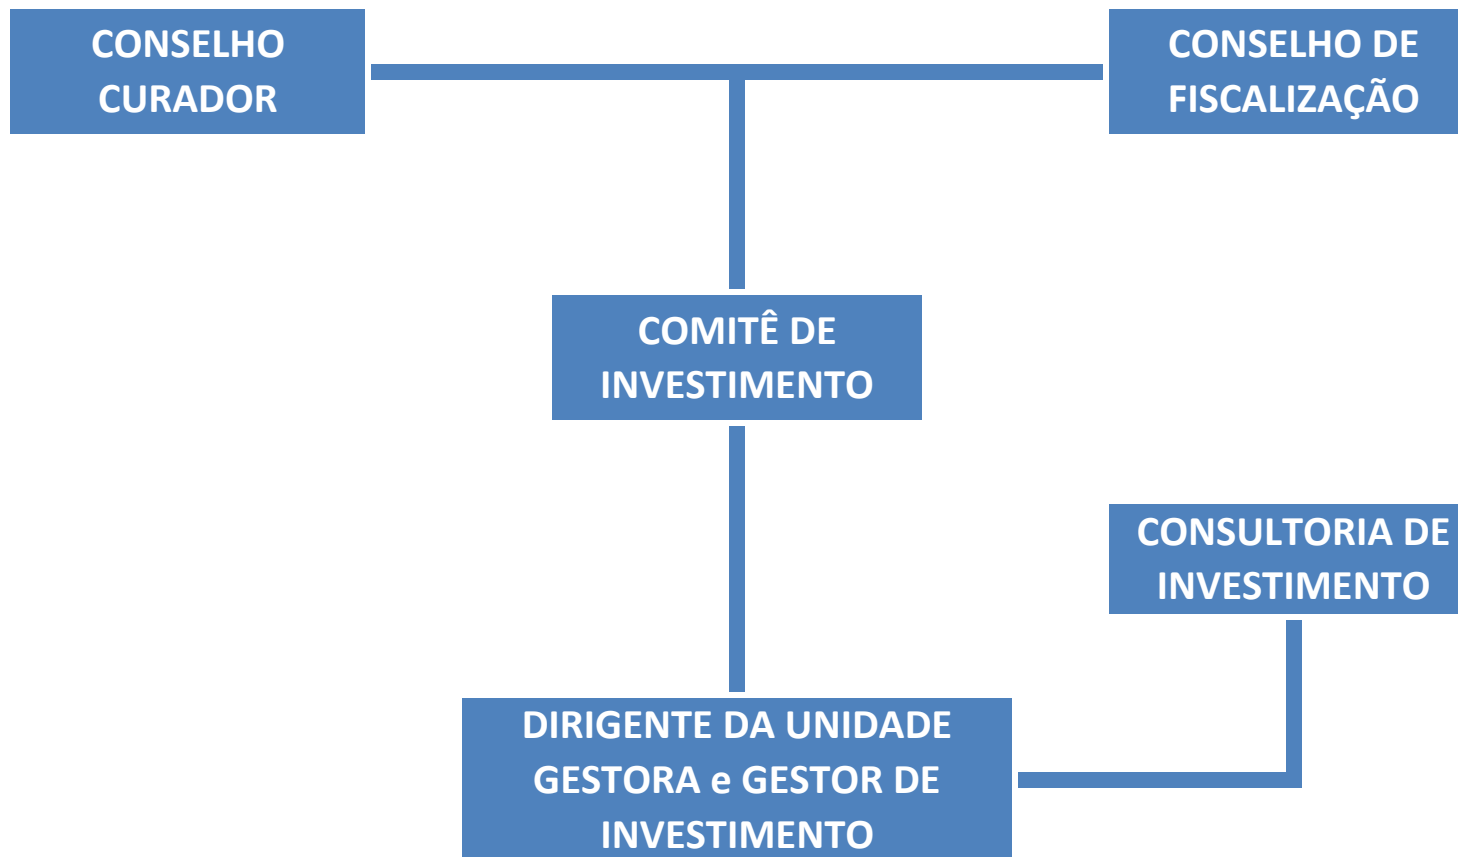 CONSELHO
CURADOR
CONSELHO DE
FISCALIZAÇÃO
COMITÊ DE
INVESTIMENTO
CONSULTORIA DE
INVESTIMENTO
DIRIGENTE DA UNIDADE
GESTORA e GESTOR DE
INVESTIMENTO